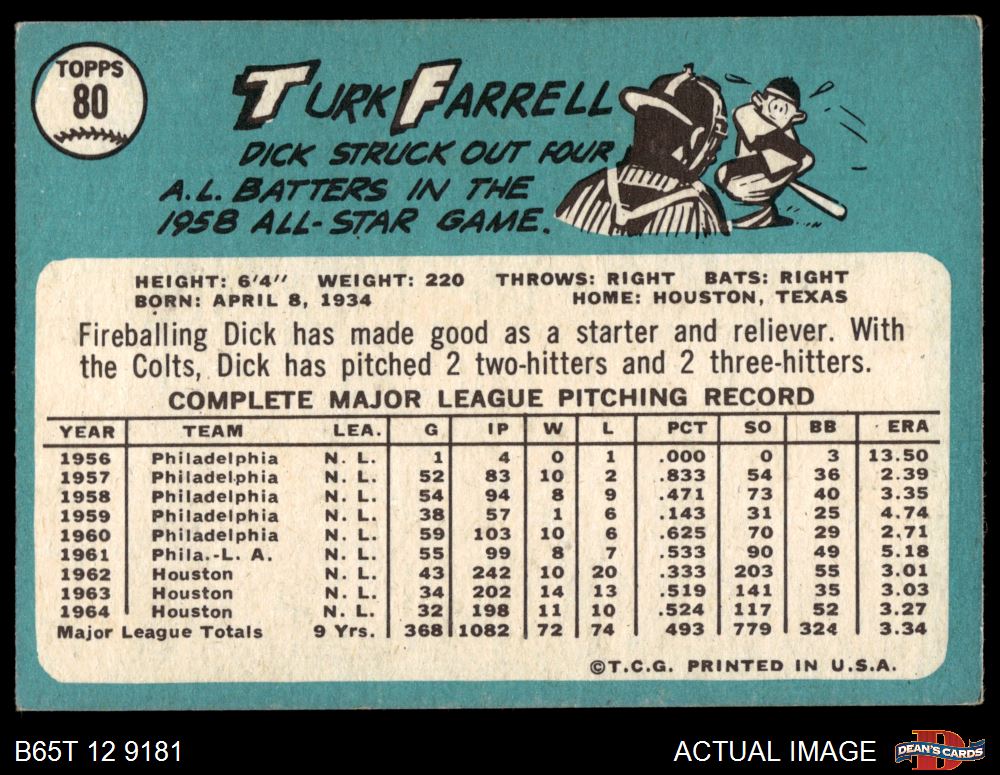 TOPPS
80
TURK FARRELL
DICK STRUCK OUT FOUR
A.L. BATTERS IN THE
1958 ALL-STAR GAME.
HEIGHT: 6'4" WEIGHT: 220 THROWS: RIGHT BATS: RIGHT
BORN: APRIL 8, 1934 HOME: HOUSTON, TEXAS
Fireballing Dick has made good as a starter and reliever. With
the Colts, Dick has pitched 2 two-hitters and 2 three-hitters.
COMPLETE MAJOR LEAGUE PITCHING RECORD
YEAR TEAM LEA. G IP W L PCT SO BB ERA
1956 Philadelphia N. L. 1 4 0 1 .000 0 3 13.50
1957 Philadelphia N. L. 52 83 10 2 .833 54 36 2.39
1958 Philadelphia N. L. 54 94 8 9 .471 73 40 3.35
1959 Philadelphia N. L. 38 57 1 6 .143 31 25 4.74
1960 Philadelphia N. L. 59 103 10 6 .625 70 29 2.71
1961 Phila.-L. A. N. L. 55 99 8 7 .533 90 49 5.18
1962 Houston N. L. 43 242 10 20 .333 203 55 3.01
1963 Houston N. L. 34 202 14 13 .519 141 35 3.03
1964 Houston N. L. 32 198 11 10 .524 117 52 3.27
Major League Totals 9 Yrs. 368 1082 72 74 493 779 324 3.34
©T.C.G. PRINTED IN U.S.A.
B65T 12 9181 ACTUAL IMAGE DEAN'S CARDS